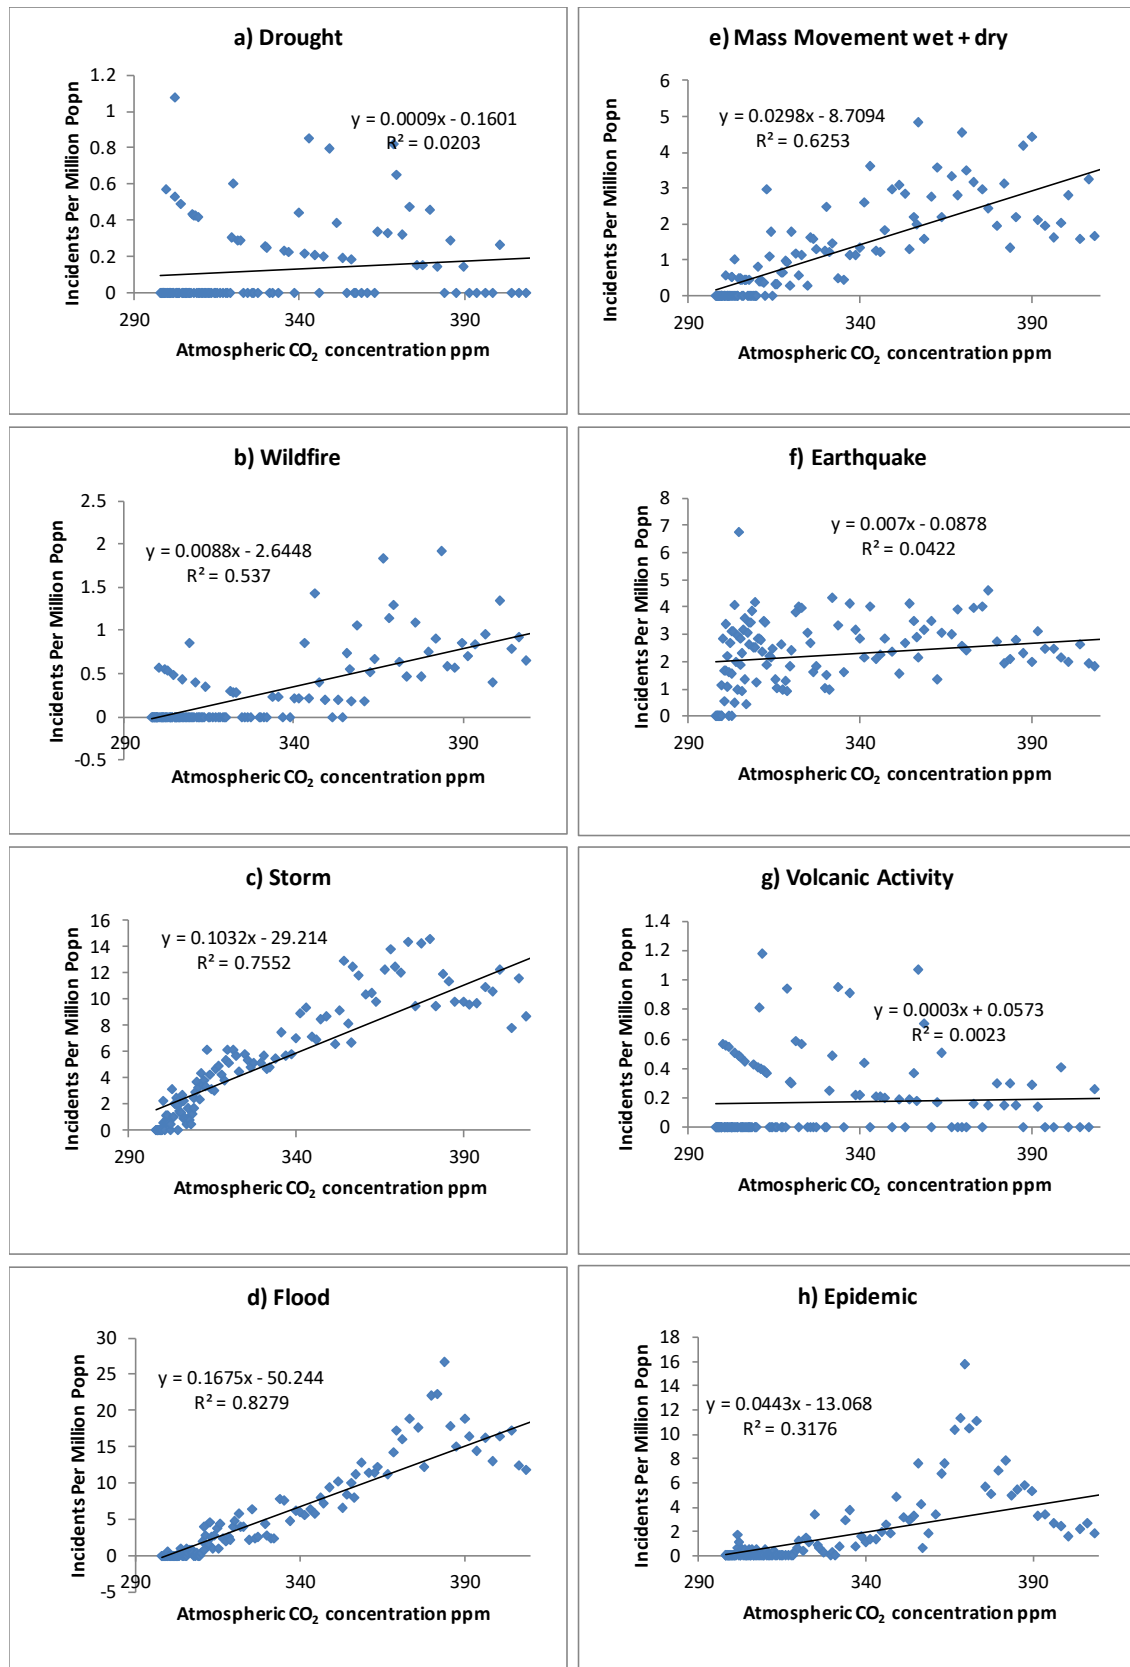 a) Drought
Incidents Per Million Popn
1.2
1
0.8
0.6
0.4
0.2
0
y = 0.0009x - 0.1601
R² = 0.0203
290
340
390
Atmospheric CO₂ concentration ppm
e) Mass Movement wet + dry
Incidents Per Million Popn
6
5
4
3
2
1
0
y = 0.0298x - 8.7094
R² = 0.6253
290
340
390
Atmospheric CO₂ concentration ppm
b) Wildfire
Incidents Per Million Popn
2.5
2
1.5
1
0.5
0
-0.5
y = 0.0088x - 2.6448
R² = 0.537
290
340
390
Atmospheric CO₂ concentration ppm
f) Earthquake
Incidents Per Million Popn
8
7
6
5
4
3
2
1
0
y = 0.007x - 0.0878
R² = 0.0422
290
340
390
Atmospheric CO₂ concentration ppm
c) Storm
Incidents Per Million Popn
16
14
12
10
8
6
4
2
0
y = 0.1032x - 29.214
R² = 0.7552
290
340
390
Atmospheric CO₂ concentration ppm
g) Volcanic Activity
Incidents Per Million Popn
1.4
1.2
1
0.8
0.6
0.4
0.2
0
y = 0.0003x + 0.0573
R² = 0.0023
290
340
390
Atmospheric CO₂ concentration ppm
d) Flood
Incidents Per Million Popn
30
25
20
15
10
5
0
-5
y = 0.1675x - 50.244
R² = 0.8279
290
340
390
Atmospheric CO₂ concentration ppm
h) Epidemic
Incidents Per Million Popn
18
16
14
12
10
8
6
4
2
0
y = 0.0443x - 13.068
R² = 0.3176
290
340
390
Atmospheric CO₂ concentration ppm